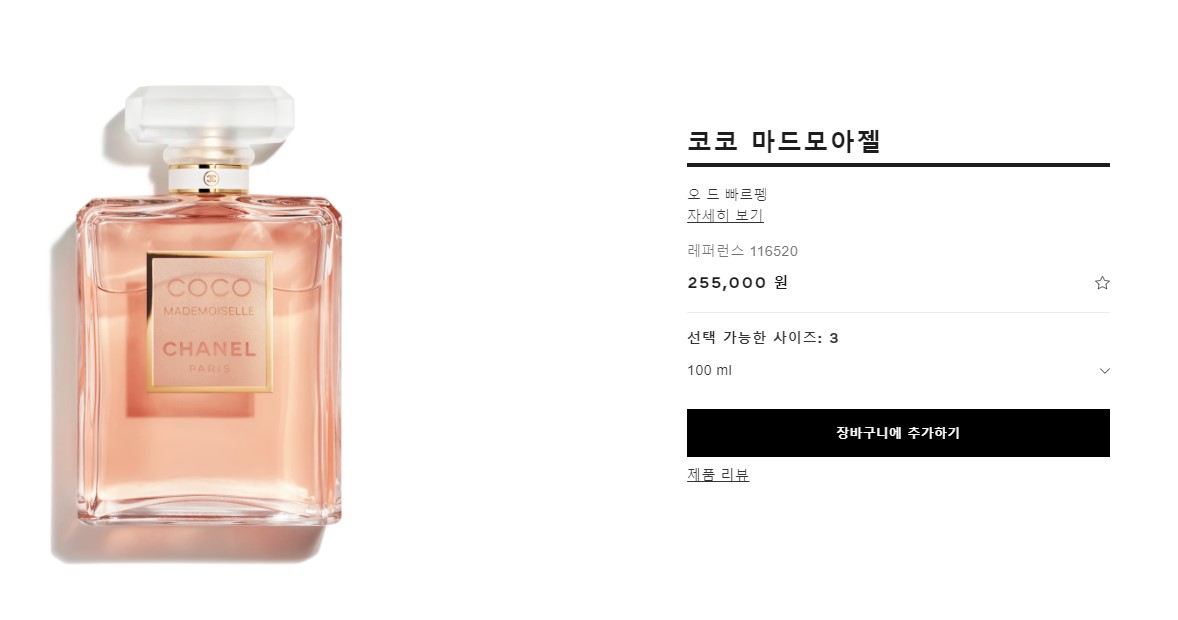 COCO
MADEMOISELLE
CHANEL
PARIS
코코 마드모아젤
오 드 빠르펭
자세히 보기
레퍼런스 116520
255,000 원
선택 가능한 사이즈: 3
100 ml
장바구니에 추가하기
제품 리뷰